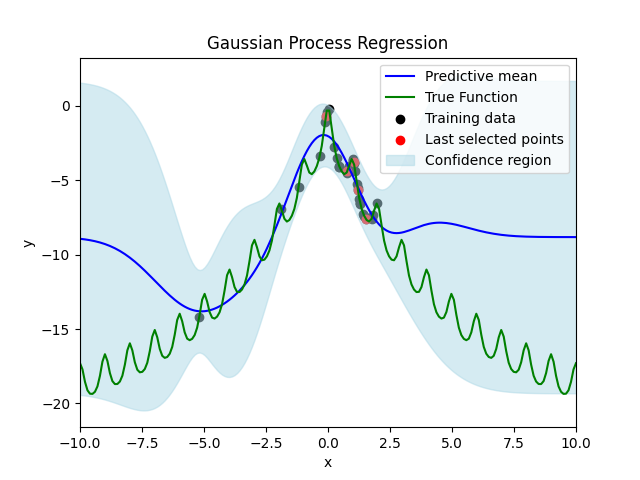 Gaussian Process Regression
Predictive mean
True Function
Training data
Last selected points
Confidence region
y
0
−5
−10
−15
−20
−10.0 −7.5 −5.0 −2.5 0.0 2.5 5.0 7.5 10.0
x